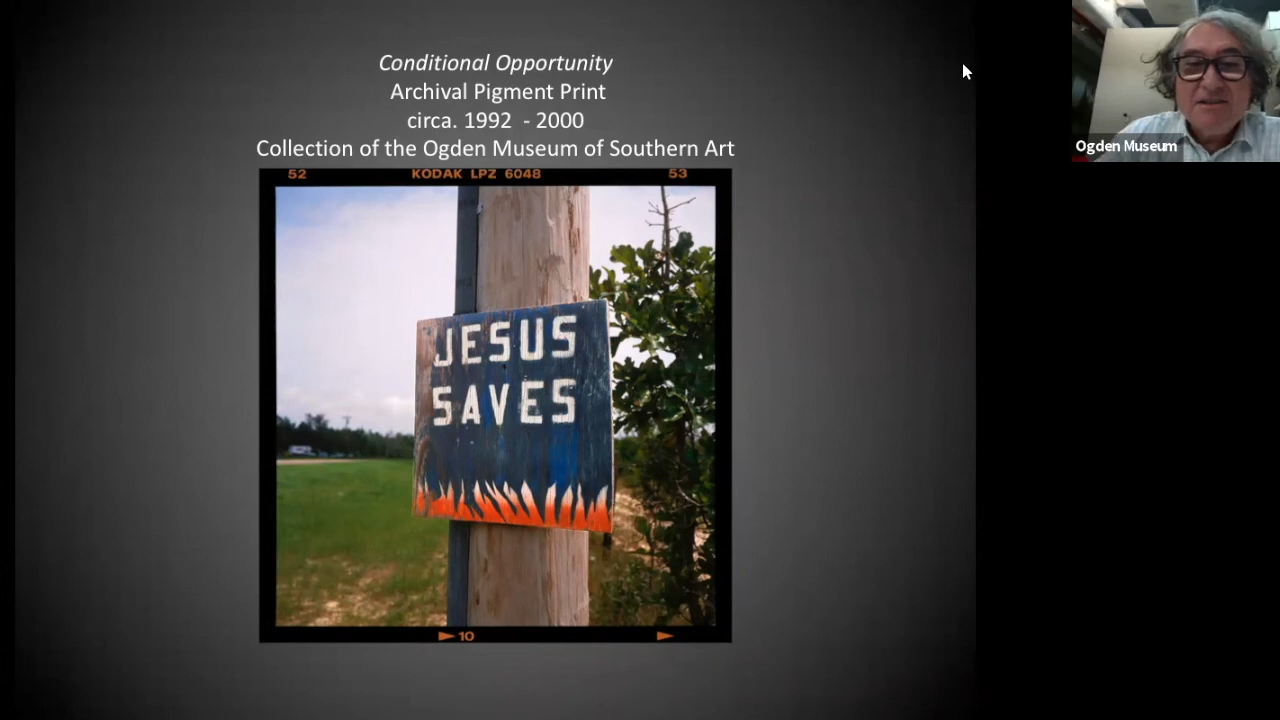 Conditional Opportunity
Archival Pigment Print
circa. 1992 - 2000
Collection of the Ogden Museum of Southern Art
52 KODAK LPZ 6048 53
JESUS
SAVES
10
Ogden Museum